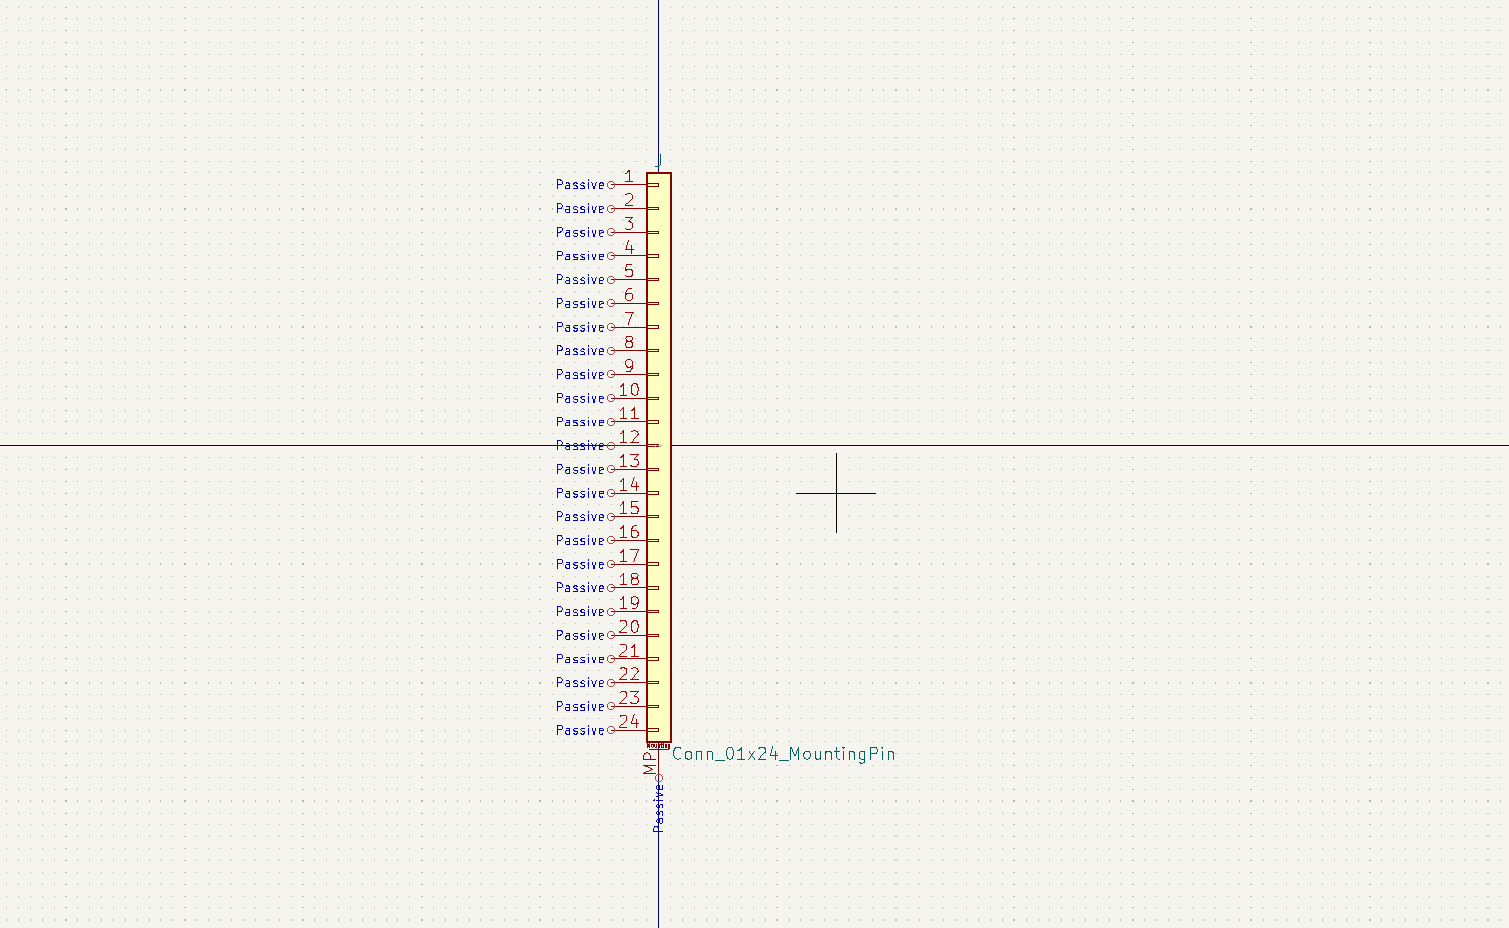 J
Passive 1
Passive 2
Passive 3
Passive 4
Passive 5
Passive 6
Passive 7
Passive 8
Passive 9
Passive 10
Passive 11
Passive 12
Passive 13
Passive 14
Passive 15
Passive 16
Passive 17
Passive 18
Passive 19
Passive 20
Passive 21
Passive 22
Passive 23
Passive 24
Mounting
MP Conn_01x24_MountingPin
Passive